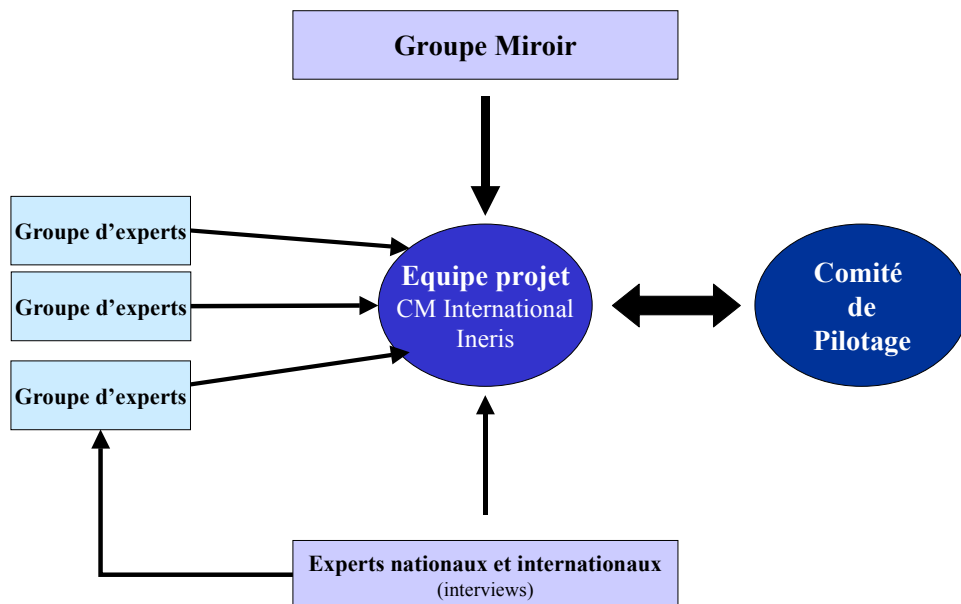 Groupe Miroir
Groupe d’experts
Groupe d’experts
Groupe d’experts
Equipe projet
CM International
Ineris
Comité
de
Pilotage
Experts nationaux et internationaux
(interviews)